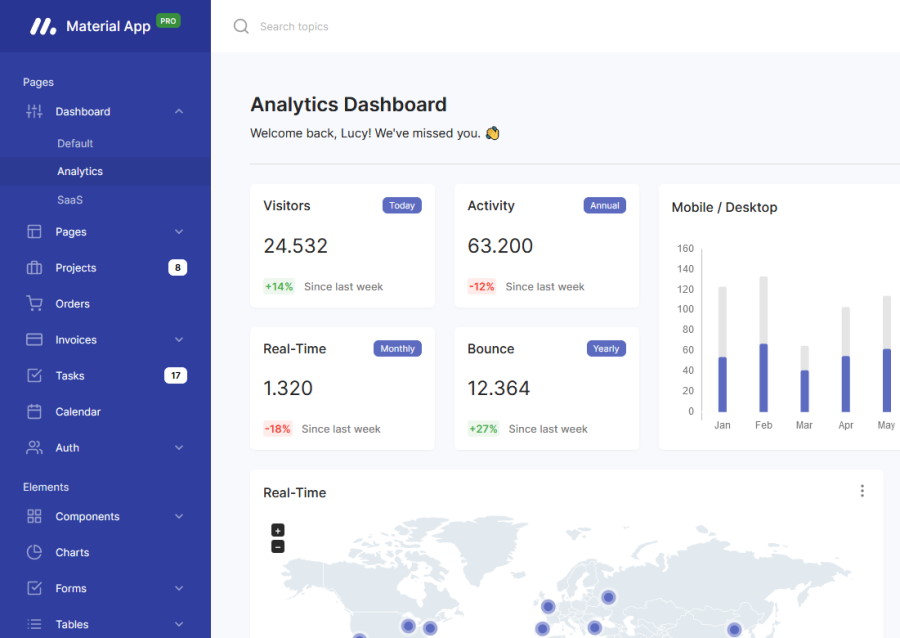 Material App PRO
Search topics
Pages
Dashboard
Default
Analytics
SaaS
Pages
Projects 8
Orders
Invoices
Tasks 17
Calendar
Auth
Elements
Components
Charts
Forms
Tables
Analytics Dashboard
Welcome back, Lucy! We've missed you. 👏
Visitors Today
24.532
+14% Since last week
Activity Annual
63.200
-12% Since last week
Real-Time Monthly
1.320
-18% Since last week
Bounce Yearly
12.364
+27% Since last week
Mobile / Desktop
160
140
120
100
80
60
40
20
0
Jan Feb Mar Apr May
Real-Time
+
−